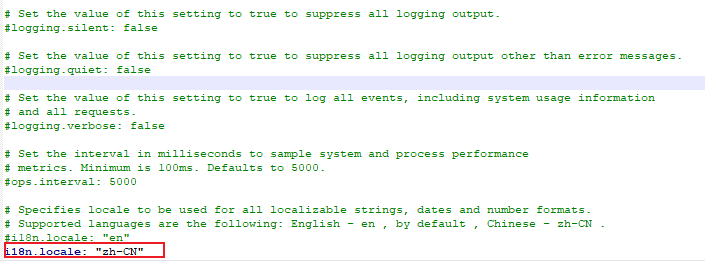 # Set the value of this setting to true to suppress all logging output.
#logging.silent: false
# Set the value of this setting to true to suppress all logging output other than error messages.
#logging.quiet: false
# Set the value of this setting to true to log all events, including system usage information
# and all requests.
#logging.verbose: false
# Set the interval in milliseconds to sample system and process performance
# metrics. Minimum is 100ms. Defaults to 5000.
#ops.interval: 5000
# Specifies locale to be used for all localizable strings, dates and number formats.
# Supported languages are the following: English - en , by default , Chinese - zh-CN .
#i18n.locale: "en"
i18n.locale: "zh-CN"